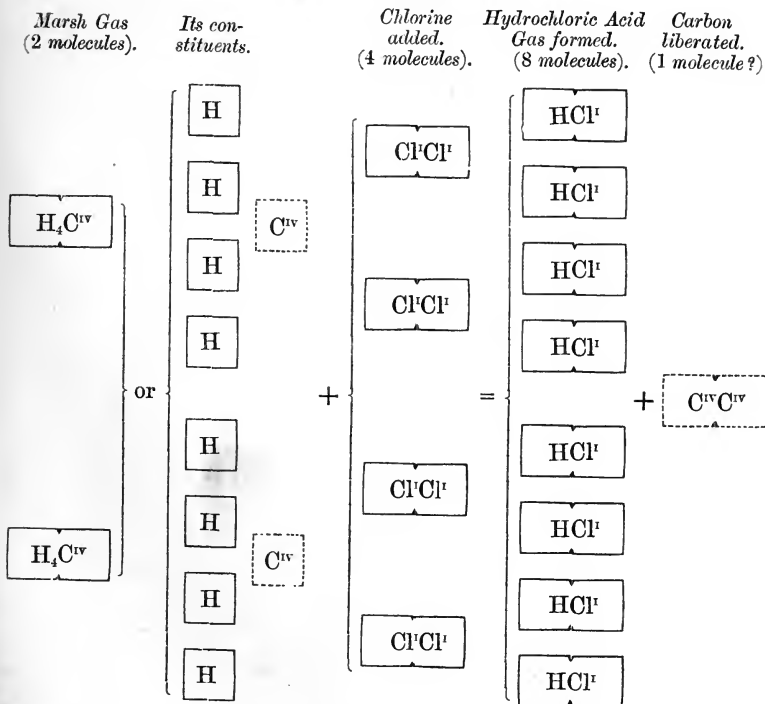 Marsh Gas
(2 molecules).
Its con-
stituents.
Chlorine
added.
(4 molecules).
Hydrochloric Acid
Gas formed.
(8 molecules).
Carbon
liberated.
(1 molecule?)
H₄Cᴵⱽ
H₄Cᴵⱽ
or
H
H
H
H
H
H
H
H
Cᴵⱽ
Cᴵⱽ
+
ClᴵClᴵ
ClᴵClᴵ
ClᴵClᴵ
ClᴵClᴵ
=
HClᴵ
HClᴵ
HClᴵ
HClᴵ
HClᴵ
HClᴵ
HClᴵ
HClᴵ
+
CᴵⱽCᴵⱽ